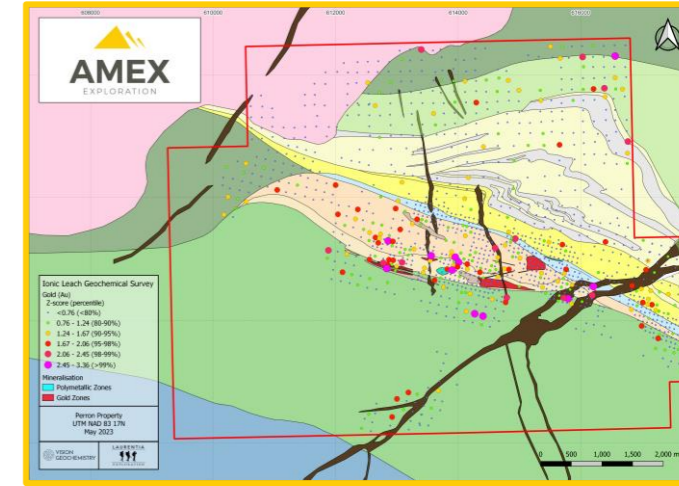 608000 610000 612000 614000 616000
AMEX
EXPLORATION
Ionic Leach Geochemical Survey
Gold (Au)
Z-score (percentile)
<0.76 (<80%)
0.76 - 1.24 (80-90%)
1.24 - 1.67 (90-95%)
1.67 - 2.06 (95-98%)
2.06 - 2.45 (98-99%)
2.45 - 3.36 (>99%)
Mineralisation
Polymetallic Zones
Gold Zones
Perron Property
UTM NAD 83 17N
May 2023
VISION
GEOCHEMISTRY
LAURENTIA
EXPLORATION
0 500 1,000 1,500 2,000 m